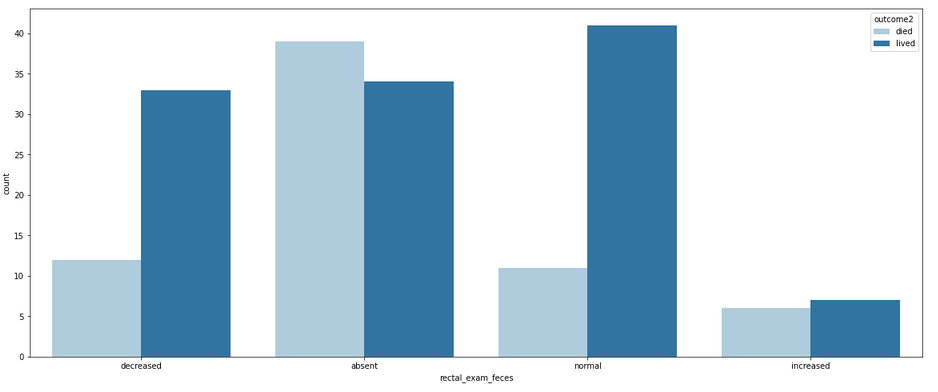 outcome2
died
lived
count
40
35
30
25
20
15
10
5
0
decreased absent normal increased
rectal_exam_feces